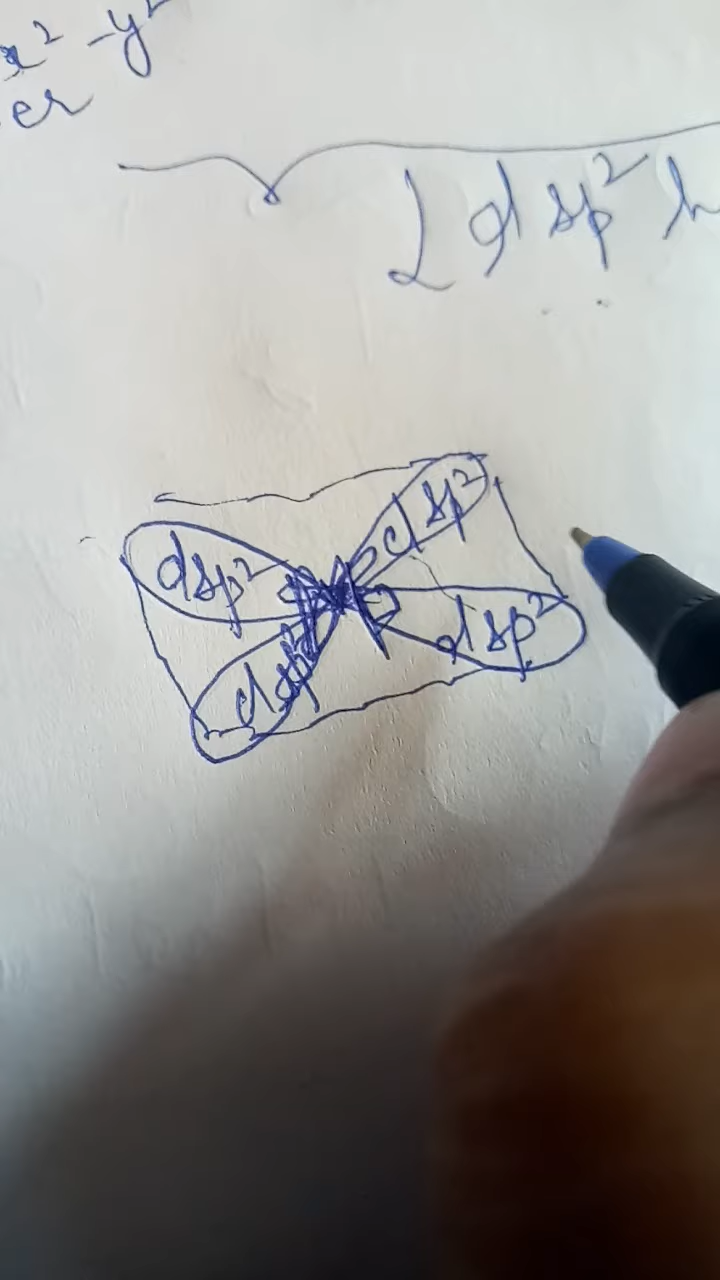 x² - y²
er
dsp² h
dsp²
dsp²
dsp²
dsp²